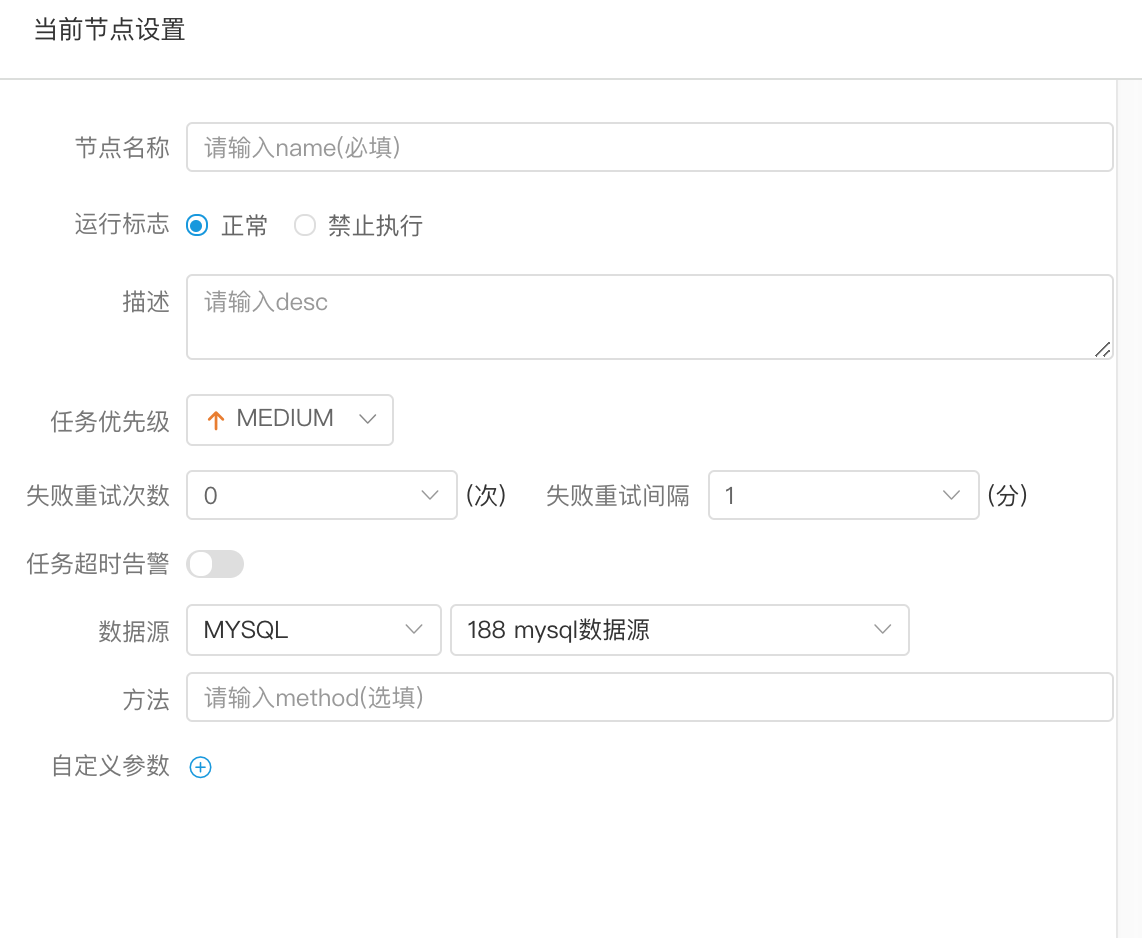 当前节点设置
节点名称 请输入name(必填)
运行标志 正常 禁止执行
描述 请输入desc
任务优先级 MEDIUM
失败重试次数 0 (次) 失败重试间隔 1 (分)
任务超时告警
数据源 MYSQL 188 mysql数据源
方法 请输入method(选填)
自定义参数